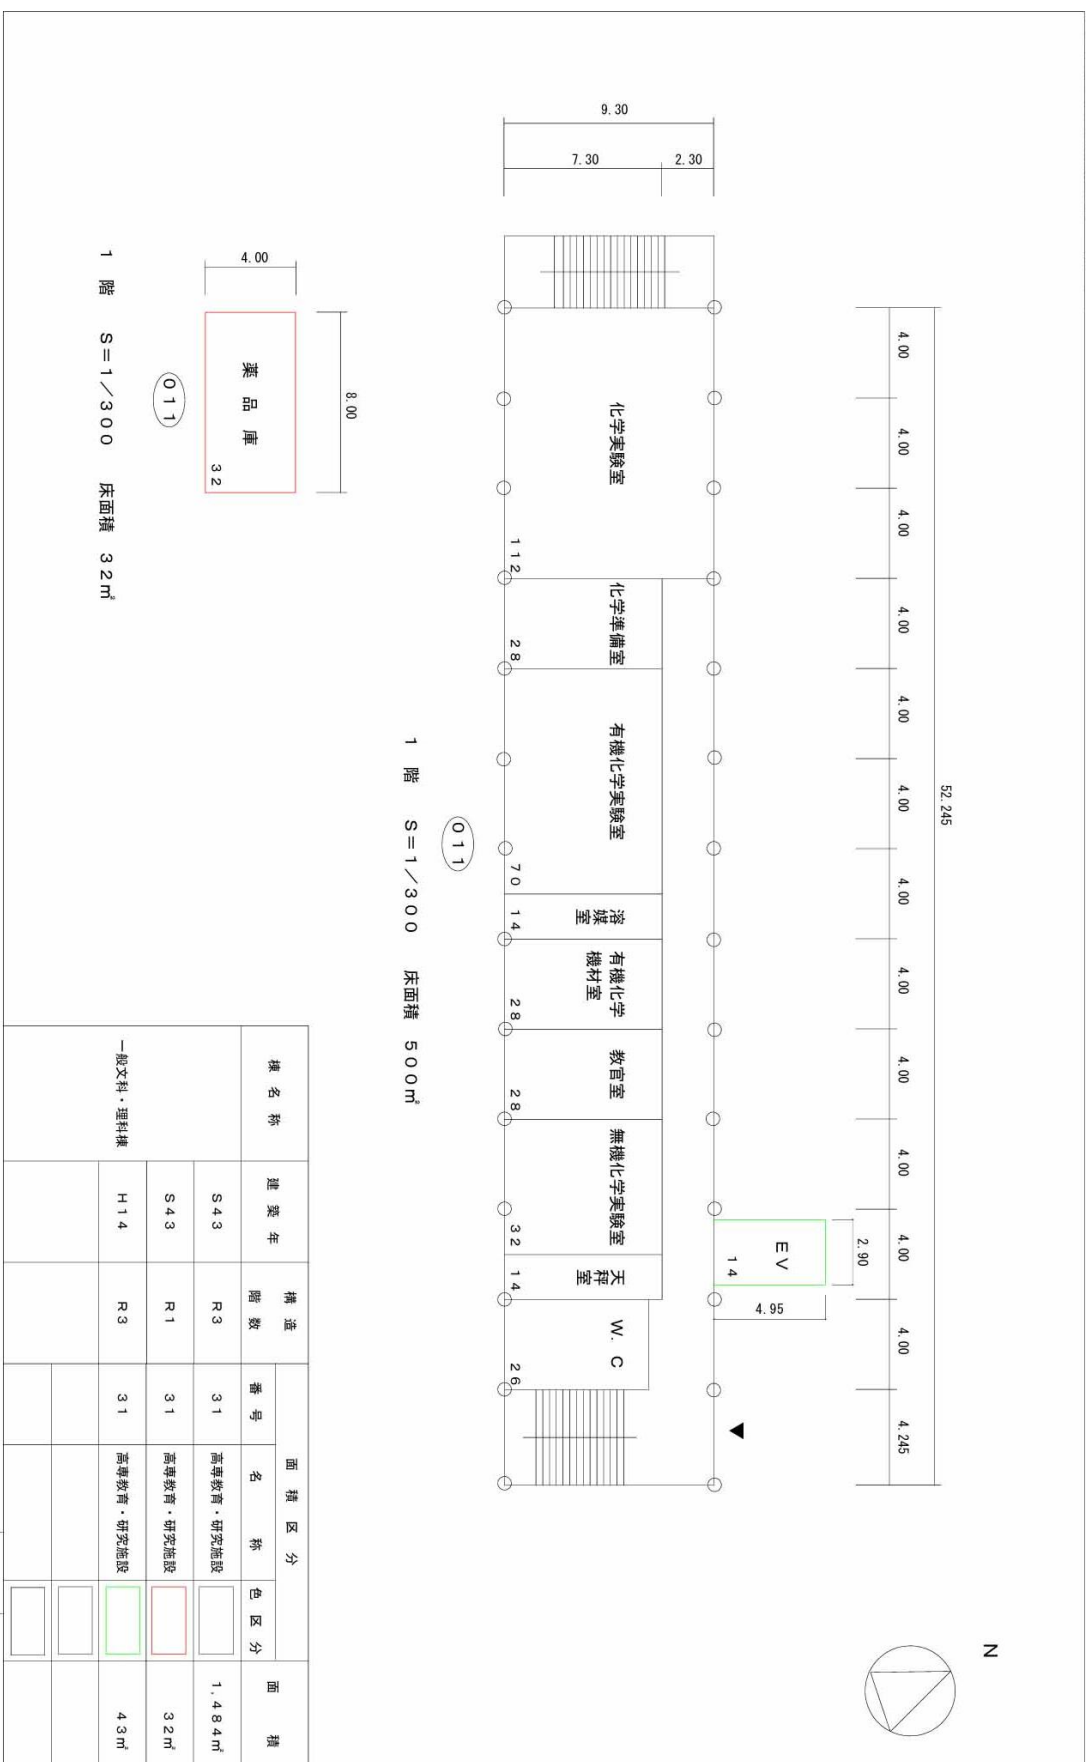 N
52.245
4.00
4.00
4.00
4.00
4.00
4.00
4.00
4.00
4.00
4.00
4.00
4.00
4.245
2.90
4.95
EV
14
9.30
7.30
2.30
化学実験室
112
化学準備室
28
有機化学実験室
70
溶媒
室
14
有機化学
機材室
28
教官室
28
無機化学実験室
32
天秤
室
14
W. C
26
011
1 階 S=1/300 床面積 500㎡
8.00
4.00
薬品庫
32
011
1 階 S=1/300 床面積 32㎡
棟名称 建築年 構造 階数 面積区分 面積
番号 名称 色区分
S43 R3 31 高専教育・研究施設 1,484㎡
S43 R1 31 高専教育・研究施設 32㎡
一般文科・理科棟 H14 R3 31 高専教育・研究施設 43㎡